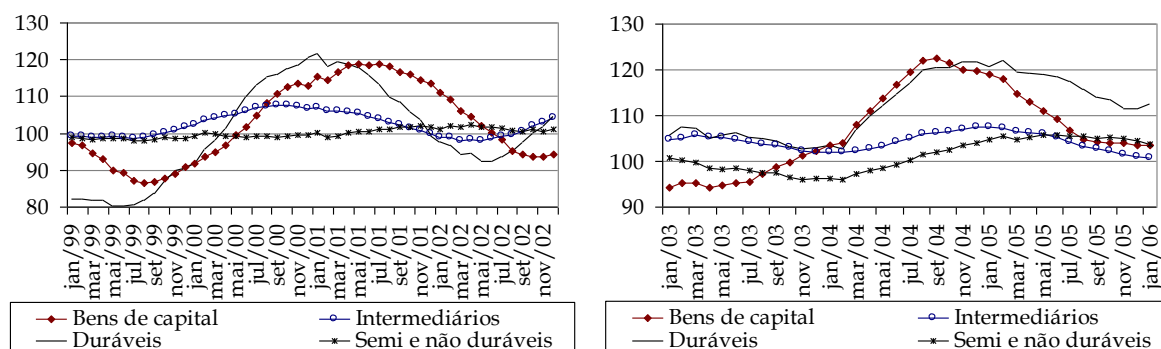 130
120
110
100
90
80
jan/99
mar/99
mai/99
jul/99
set/99
nov/99
jan/00
mar/00
mai/00
jul/00
set/00
nov/00
jan/01
mar/01
mai/01
jul/01
set/01
nov/01
jan/02
mar/02
mai/02
jul/02
set/02
nov/02
Bens de capital
Intermediários
Duráveis
Semi e não duráveis
130
120
110
100
90
jan/03
mar/03
mai/03
jul/03
set/03
nov/03
jan/04
mar/04
mai/04
jul/04
set/04
nov/04
jan/05
mar/05
mai/05
jul/05
set/05
nov/05
jan/06
Bens de capital
Intermediários
Duráveis
Semi e não duráveis